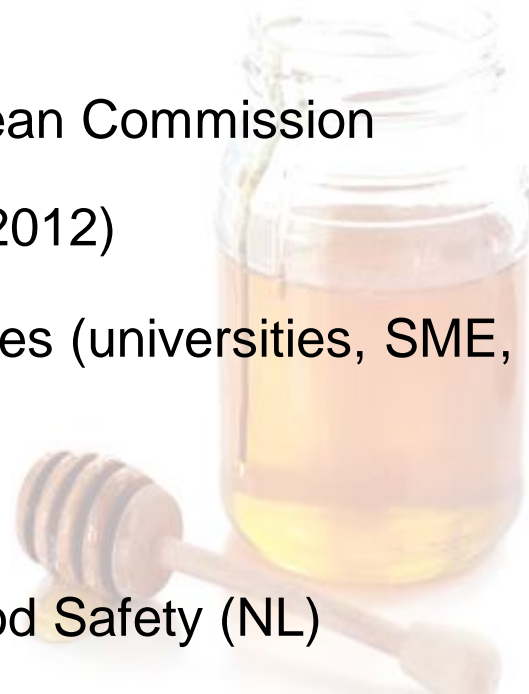 ean Commission
2012)
es (universities, SME,
od Safety (NL)